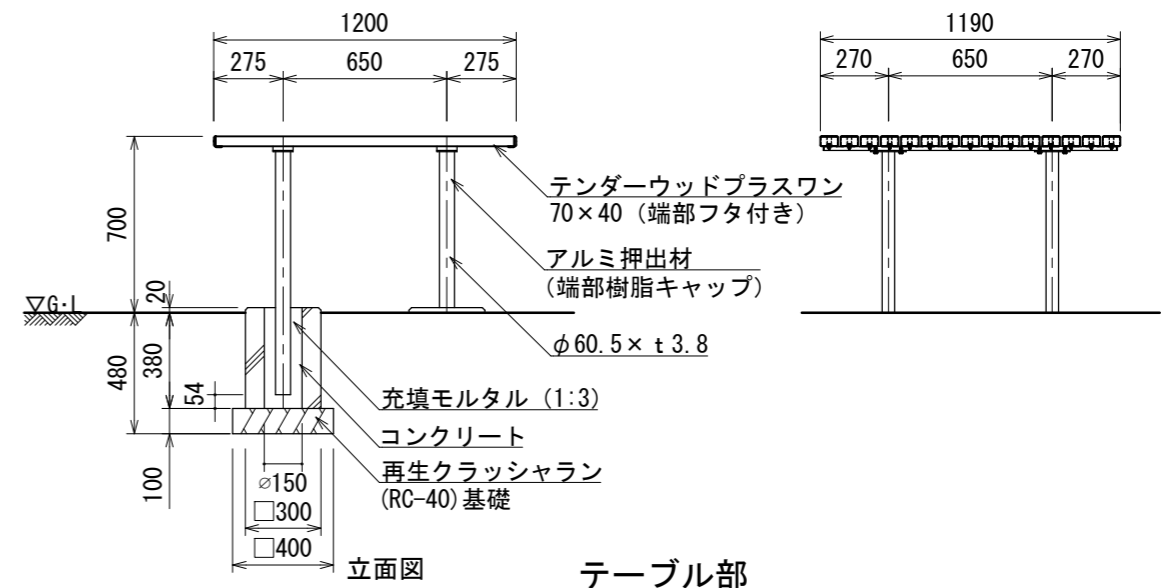 1200
275
650
275
1190
270
650
270
700
テンダーウッドプラスワン
70×40 (端部フタ付き)
アルミ押出材
(端部樹脂キャップ)
φ60.5× t 3.8
▽G・L
20
480
380
54
100
充填モルタル (1:3)
コンクリート
再生クラッシャラン
(RC-40)基礎
⌀150
□300
□400
立面図
テーブル部